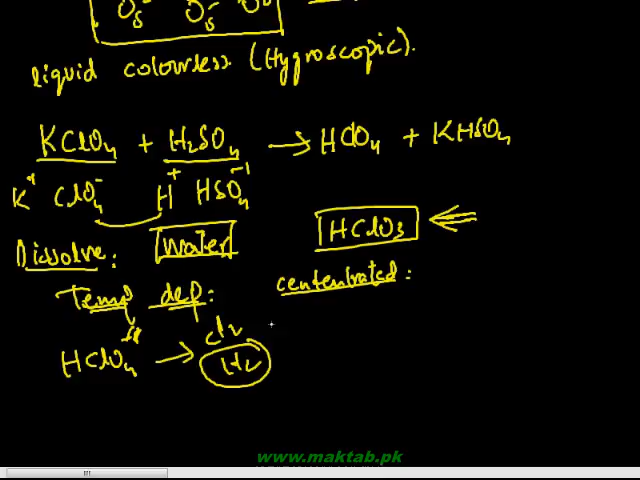 liquid colourless (Hygroscopic).
KClO₄ + H₂SO₄ → HClO₄ + KHSO₄
K⁺ ClO₄⁻ H⁺ HSO₄⁻¹
Dissolve: Water HClO₃
Temp dep: cententrated:
HClO₄ → Cl₂
H₂
www.maktab.pk